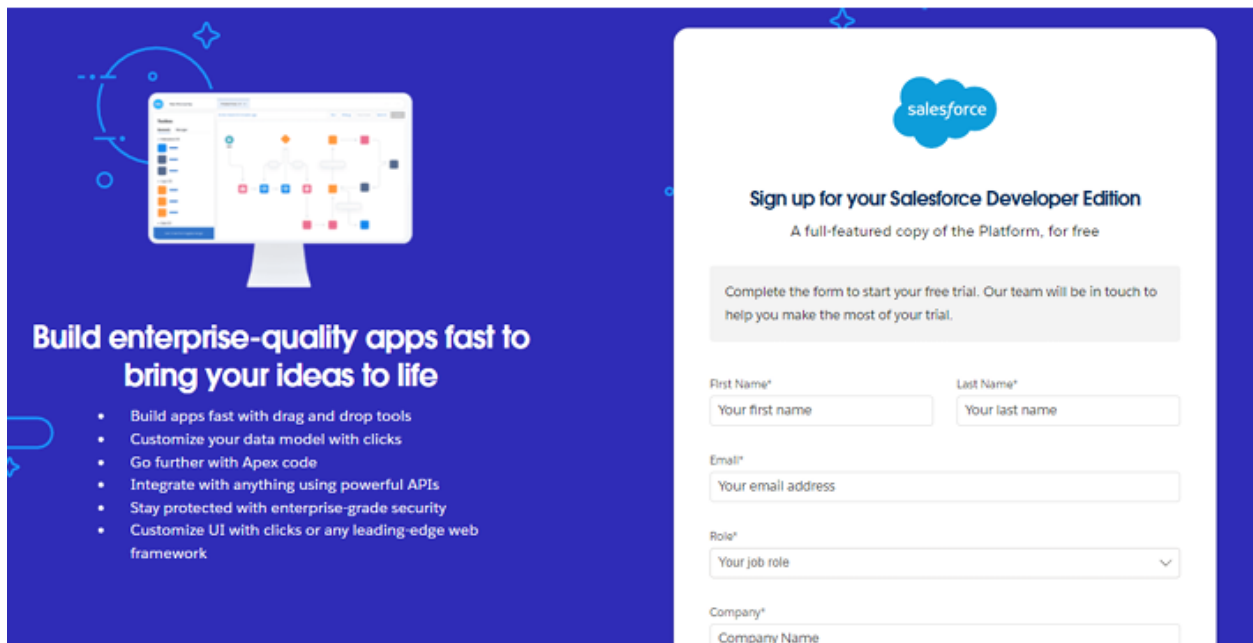 Build enterprise-quality apps fast to
bring your ideas to life
• Build apps fast with drag and drop tools
• Customize your data model with clicks
• Go further with Apex code
• Integrate with anything using powerful APIs
• Stay protected with enterprise-grade security
• Customize UI with clicks or any leading-edge web
framework
salesforce
Sign up for your Salesforce Developer Edition
A full-featured copy of the Platform, for free
Complete the form to start your free trial. Our team will be in touch to
help you make the most of your trial.
First Name* Last Name*
Your first name Your last name
Email*
Your email address
Role*
Your job role
Company*
Company Name